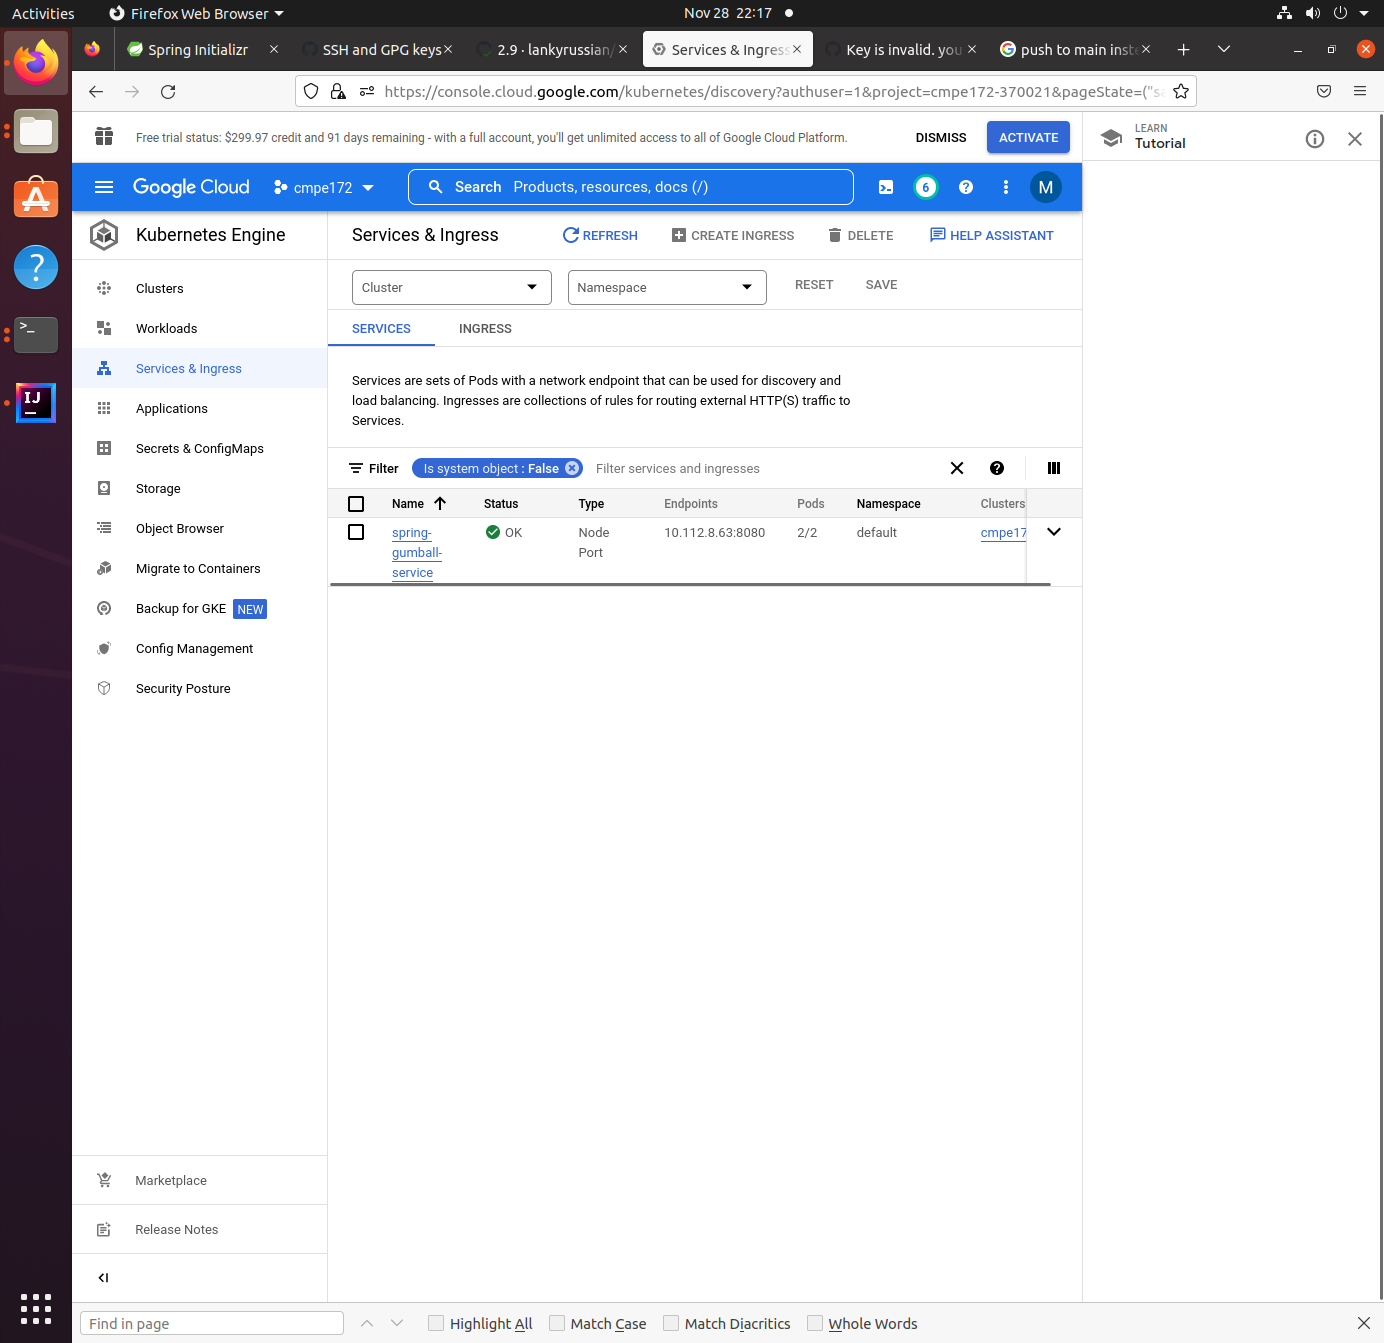 Activities
Firefox Web Browser
Nov 28 22:17
Spring Initializr
SSH and GPG keys
2.9 · lankyrussian/
Services & Ingress
Key is invalid. you
push to main inste
https://console.cloud.google.com/kubernetes/discovery?authuser=1&project=cmpe172-370021&pageState=("sa
Free trial status: $299.97 credit and 91 days remaining - with a full account, you'll get unlimited access to all of Google Cloud Platform.
DISMISS
ACTIVATE
LEARN
Tutorial
Google Cloud
cmpe172
Search Products, resources, docs (/)
6
M
Kubernetes Engine
Services & Ingress
REFRESH
CREATE INGRESS
DELETE
HELP ASSISTANT
Clusters
Workloads
Services & Ingress
Applications
Secrets & ConfigMaps
Storage
Object Browser
Migrate to Containers
Backup for GKE NEW
Config Management
Security Posture
Marketplace
Release Notes
Cluster
Namespace
RESET
SAVE
SERVICES
INGRESS
Services are sets of Pods with a network endpoint that can be used for discovery and
load balancing. Ingresses are collections of rules for routing external HTTP(S) traffic to
Services.
Filter
Is system object : False
Filter services and ingresses
Name
Status
Type
Endpoints
Pods
Namespace
Clusters
spring-
gumball-
service
OK
Node
Port
10.112.8.63:8080
2/2
default
cmpe17
Find in page
Highlight All
Match Case
Match Diacritics
Whole Words